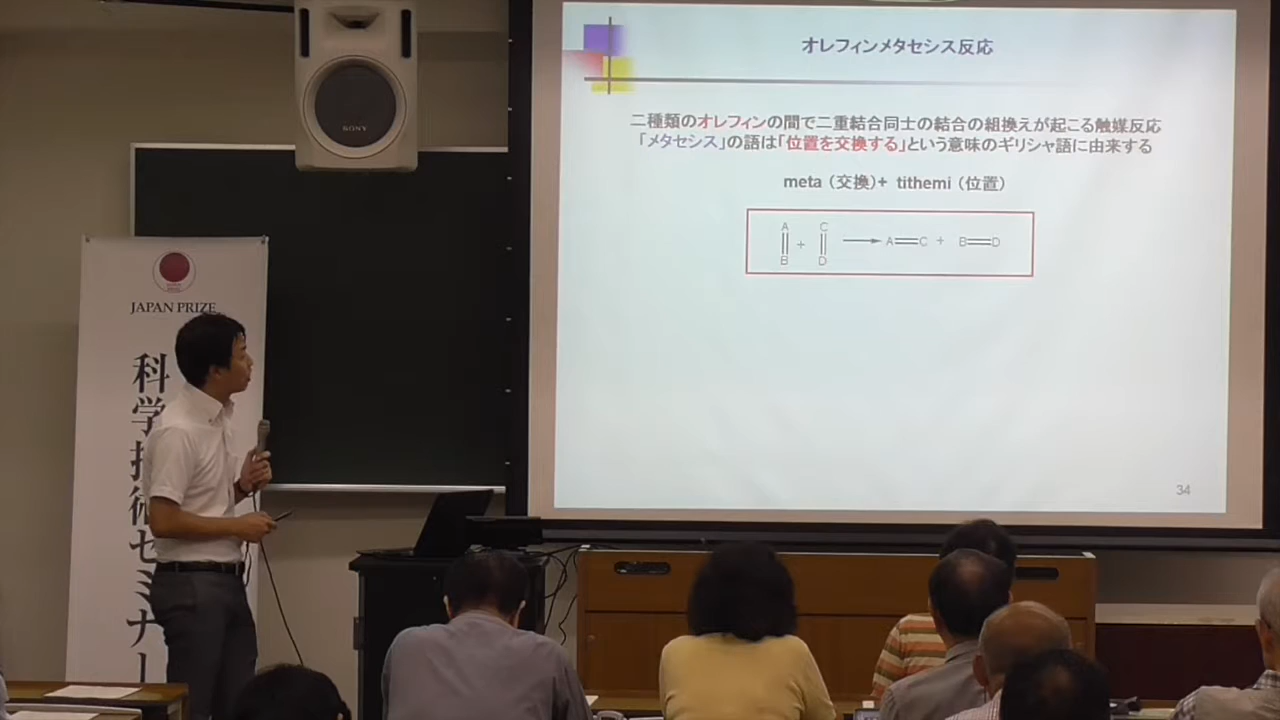 SONY
オレフィンメタセシス反応
二種類のオレフィンの間で二重結合同士の結合の組換えが起こる触媒反応
「メタセシス」の語は「位置を交換する」という意味のギリシャ語に由来する
meta（交換）+ tithemi（位置）
A C
+ → A=C + B=D
B D
34
JAPAN PRIZE
科学技術セミナー